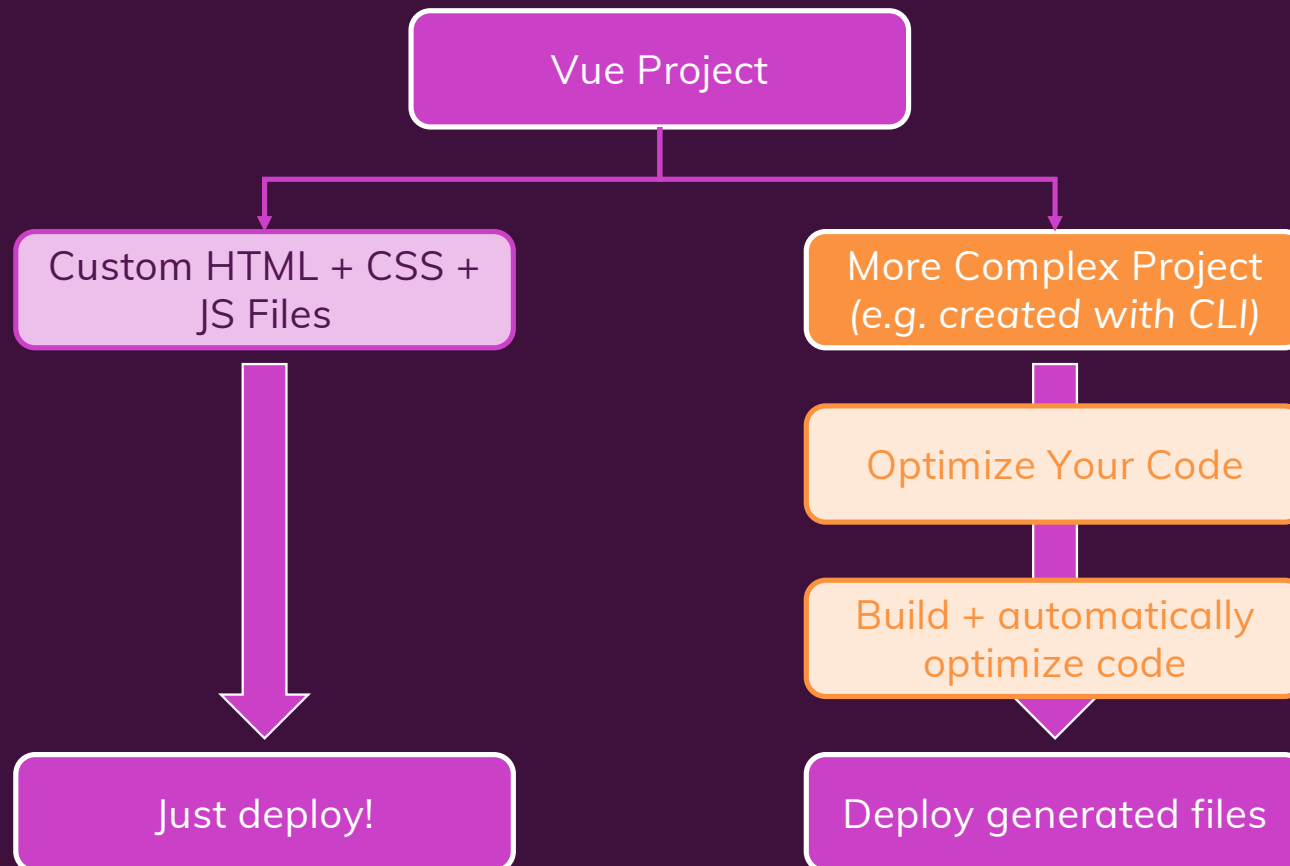 Vue Project
Custom HTML + CSS +
JS Files
More Complex Project
(e.g. created with CLI)
Optimize Your Code
Build + automatically
optimize code
Just deploy!
Deploy generated files